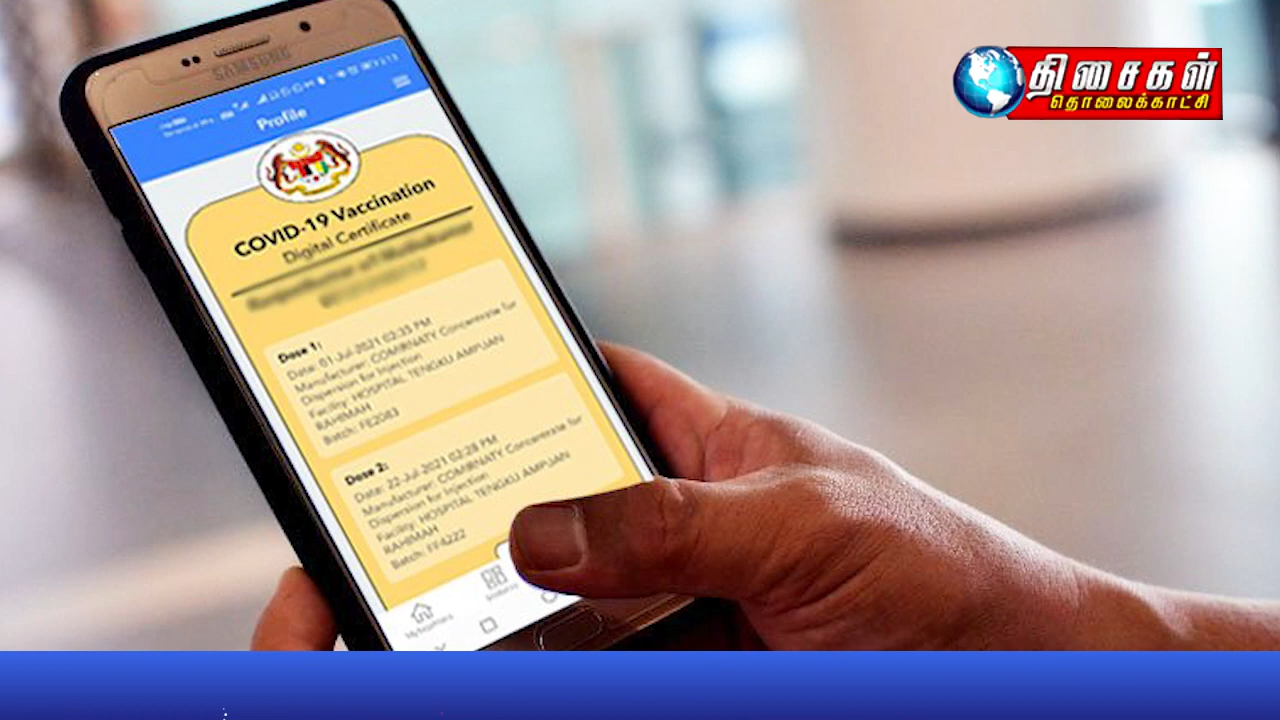 திசைகள்
தொலைக்காட்சி
SAMSUNG
Profile
COVID-19 Vaccination
Digital Certificate
Dose 1:
Date: 01-Jul-2021 02:35 PM
Manufacturer: COMIRNATY Concentrate for
Dispersion for Injection
Facility: HOSPITAL TENGKU AMPUAN
RAHIMAH
Batch: FE2083
Dose 2:
Date: 22-Jul-2021 02:28 PM
Manufacturer: COMIRNATY Concentrate for
Dispersion for Injection
Facility: HOSPITAL TENGKU AMPUAN
RAHIMAH
Batch: FF4222